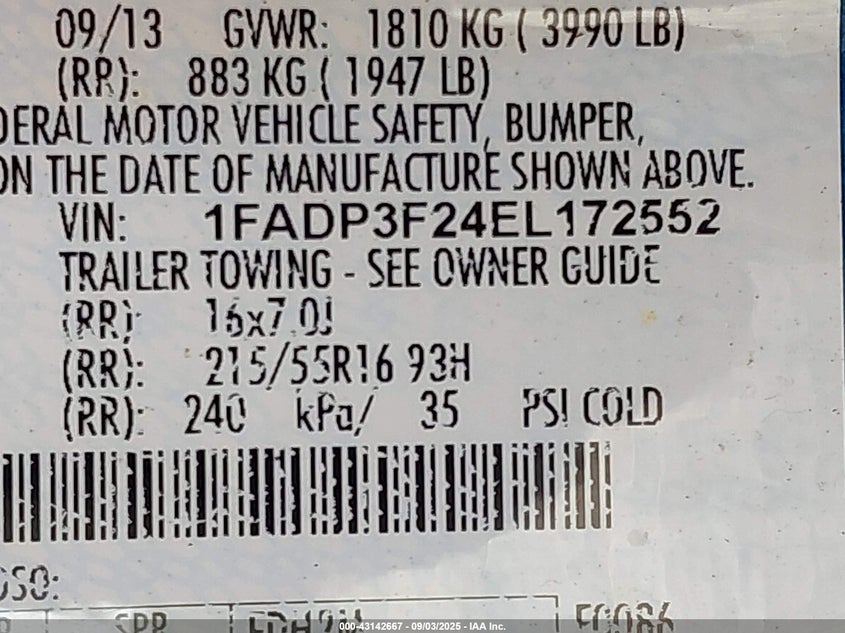 09/13 GVWR: 1810 KG ( 3990 LB)
(RR): 883 KG ( 1947 LB)
DERAL MOTOR VEHICLE SAFETY, BUMPER,
ON THE DATE OF MANUFACTURE SHOWN ABOVE.
VIN: 1FADP3F24EL172552
TRAILER TOWING - SEE OWNER GUIDE
(RR): 16x7.0J
(RR): 215/55R16 93H
(RR): 240 kPa/ 35 PSI COLD
OSO:
SPR
000-43142667 - 09/03/2025 - IAA Inc.